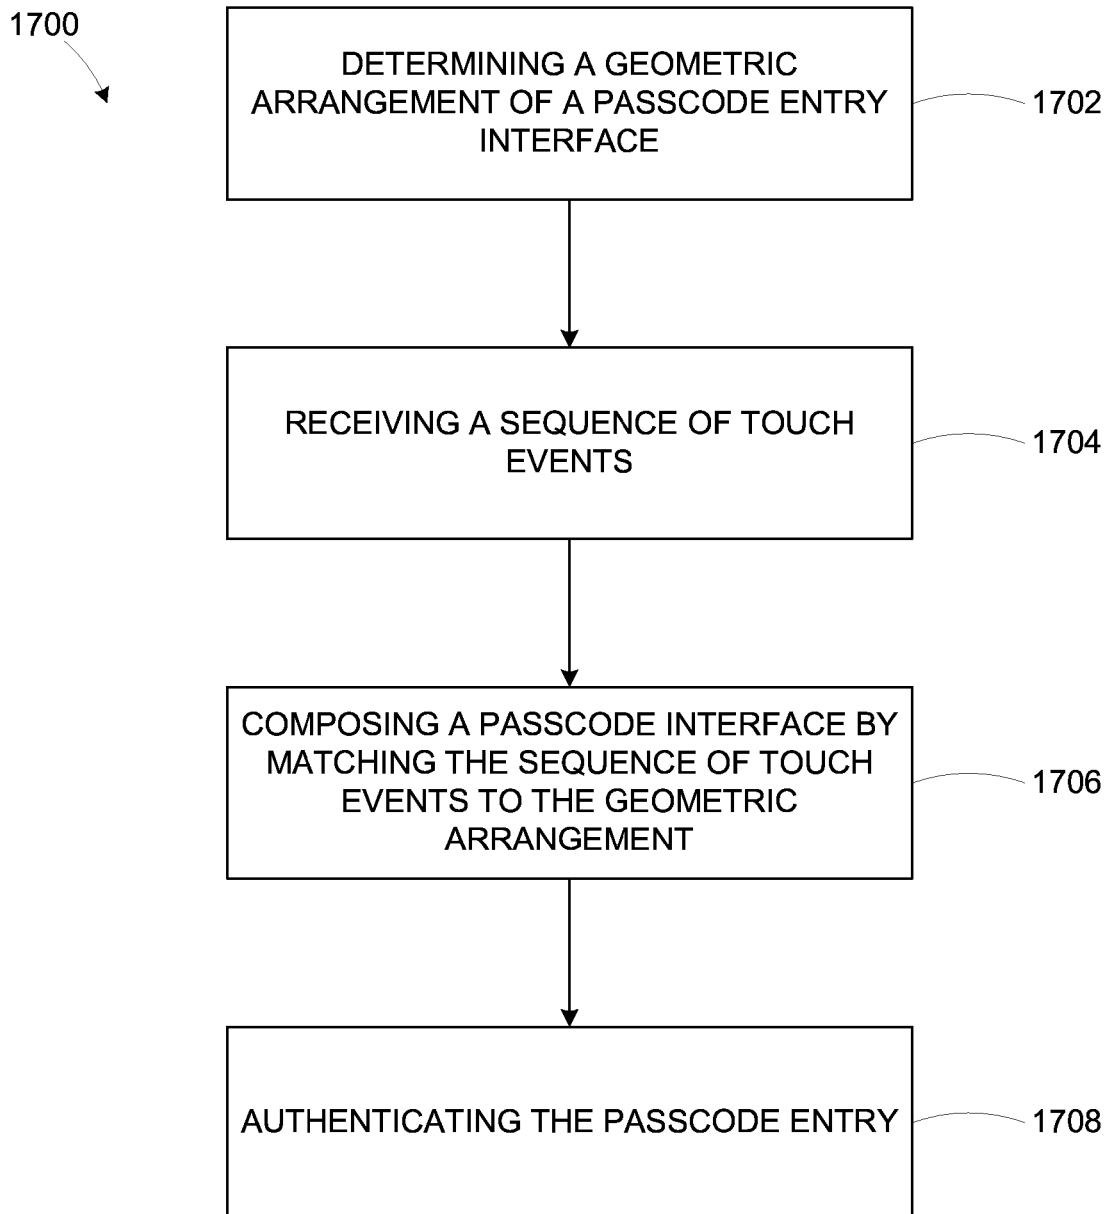 1700
DETERMINING A GEOMETRIC
ARRANGEMENT OF A PASSCODE ENTRY
INTERFACE
1702
RECEIVING A SEQUENCE OF TOUCH
EVENTS
1704
COMPOSING A PASSCODE INTERFACE BY
MATCHING THE SEQUENCE OF TOUCH
EVENTS TO THE GEOMETRIC
ARRANGEMENT
1706
AUTHENTICATING THE PASSCODE ENTRY
1708